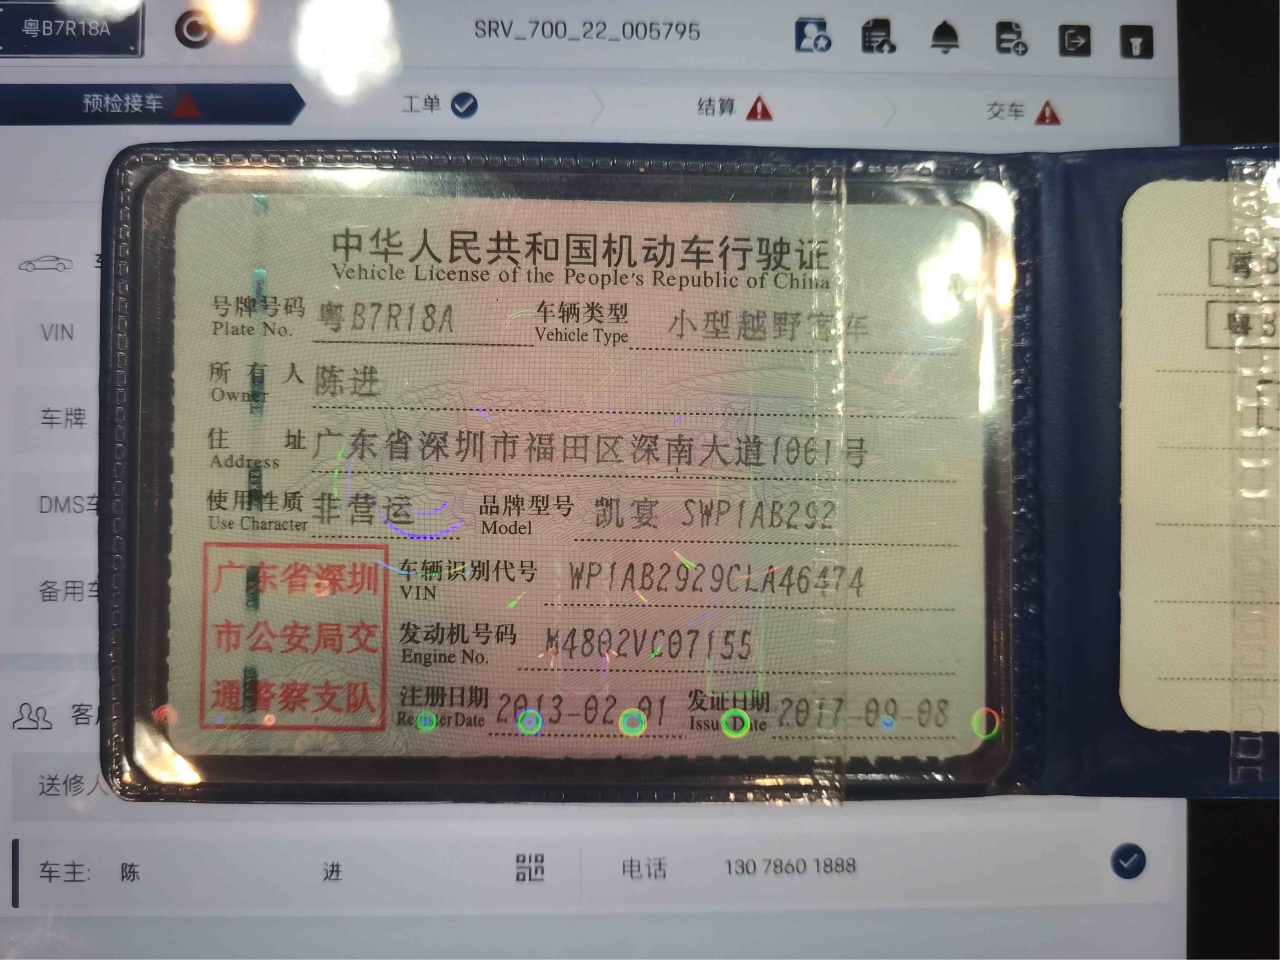 粤B7R18A
SRV_700_22_005795
预检接车 工单 结算 交车
中华人民共和国机动车行驶证
Vehicle License of the People's Republic of China
号牌号码 粤B7R18A 车辆类型 小型越野客车
Plate No. Vehicle Type
所有人 陈进
Owner
住址 广东省深圳市福田区深南大道1061号
Address
使用性质 非营运 品牌型号 凯宴 SWP1AB292
Use Character Model
广东省深圳
市公安局交
通警察支队
车辆识别代号 WP1AB2929CLA46474
VIN
发动机号码 M4802VC07155
Engine No.
注册日期 2013-02-01 发证日期 2017-09-08
Register Date Issue Date
VIN
车牌
DMS车
备用车
客户
送修人
车主: 陈 进 电话 130 7860 1888